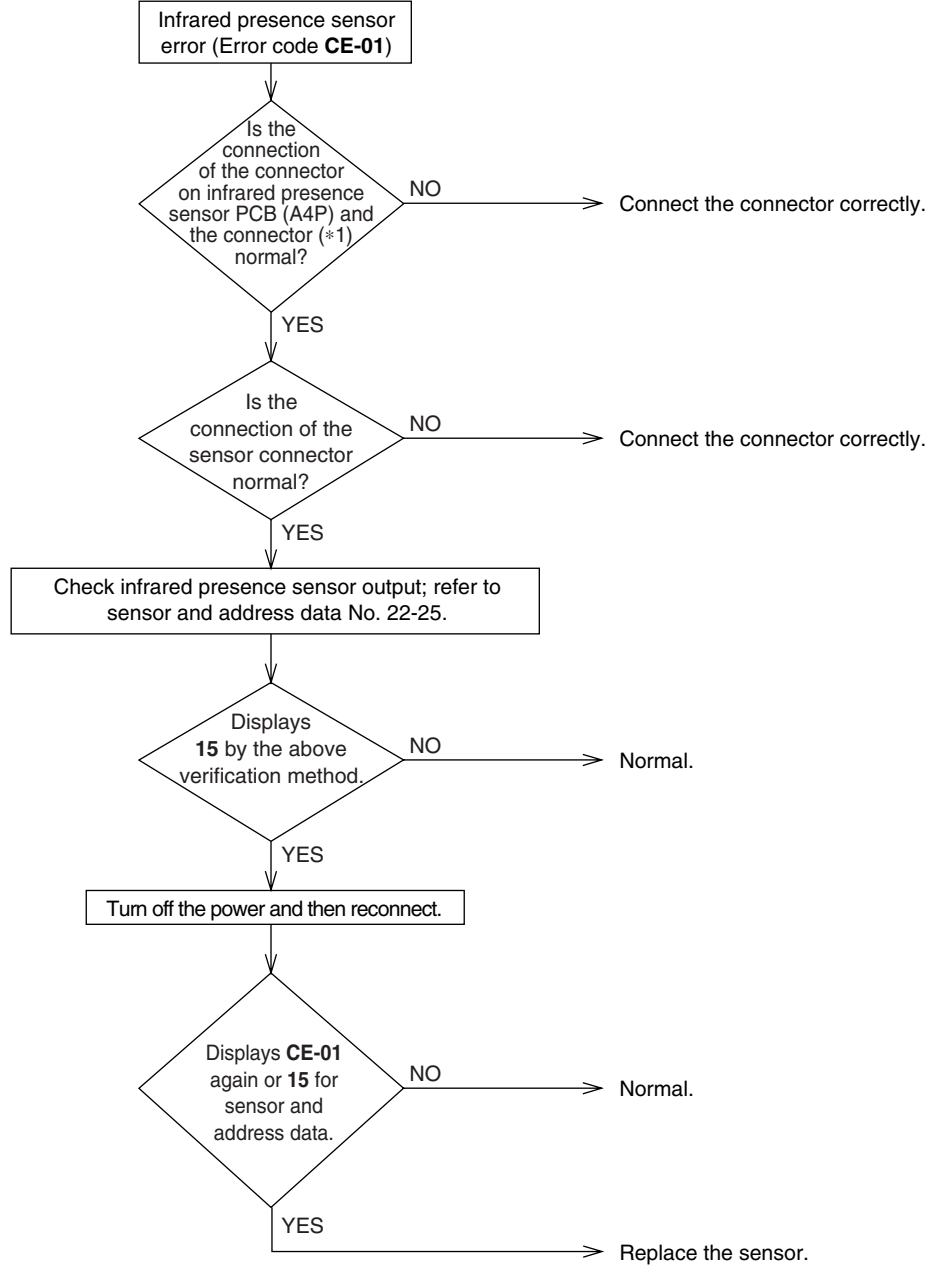 Infrared presence sensor
error (Error code CE-01)
Is the
connection
of the connector
on infrared presence
sensor PCB (A4P) and
the connector (*1)
normal?
NO
Connect the connector correctly.
YES
Is the
connection of the
sensor connector
normal?
NO
Connect the connector correctly.
YES
Check infrared presence sensor output; refer to
sensor and address data No. 22-25.
Displays
15 by the above
verification method.
NO
Normal.
YES
Turn off the power and then reconnect.
Displays CE-01
again or 15 for
sensor and
address data.
NO
Normal.
YES
Replace the sensor.